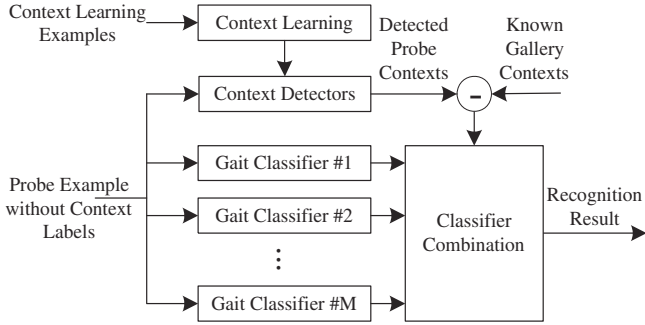 Context Learning
Examples
Context Learning
Detected
Probe
Contexts
Known
Gallery
Contexts
Context Detectors
-
Probe Example
without Context
Labels
Gait Classifier #1
Gait Classifier #2
⋮
Gait Classifier #M
Classifier
Combination
Recognition
Result